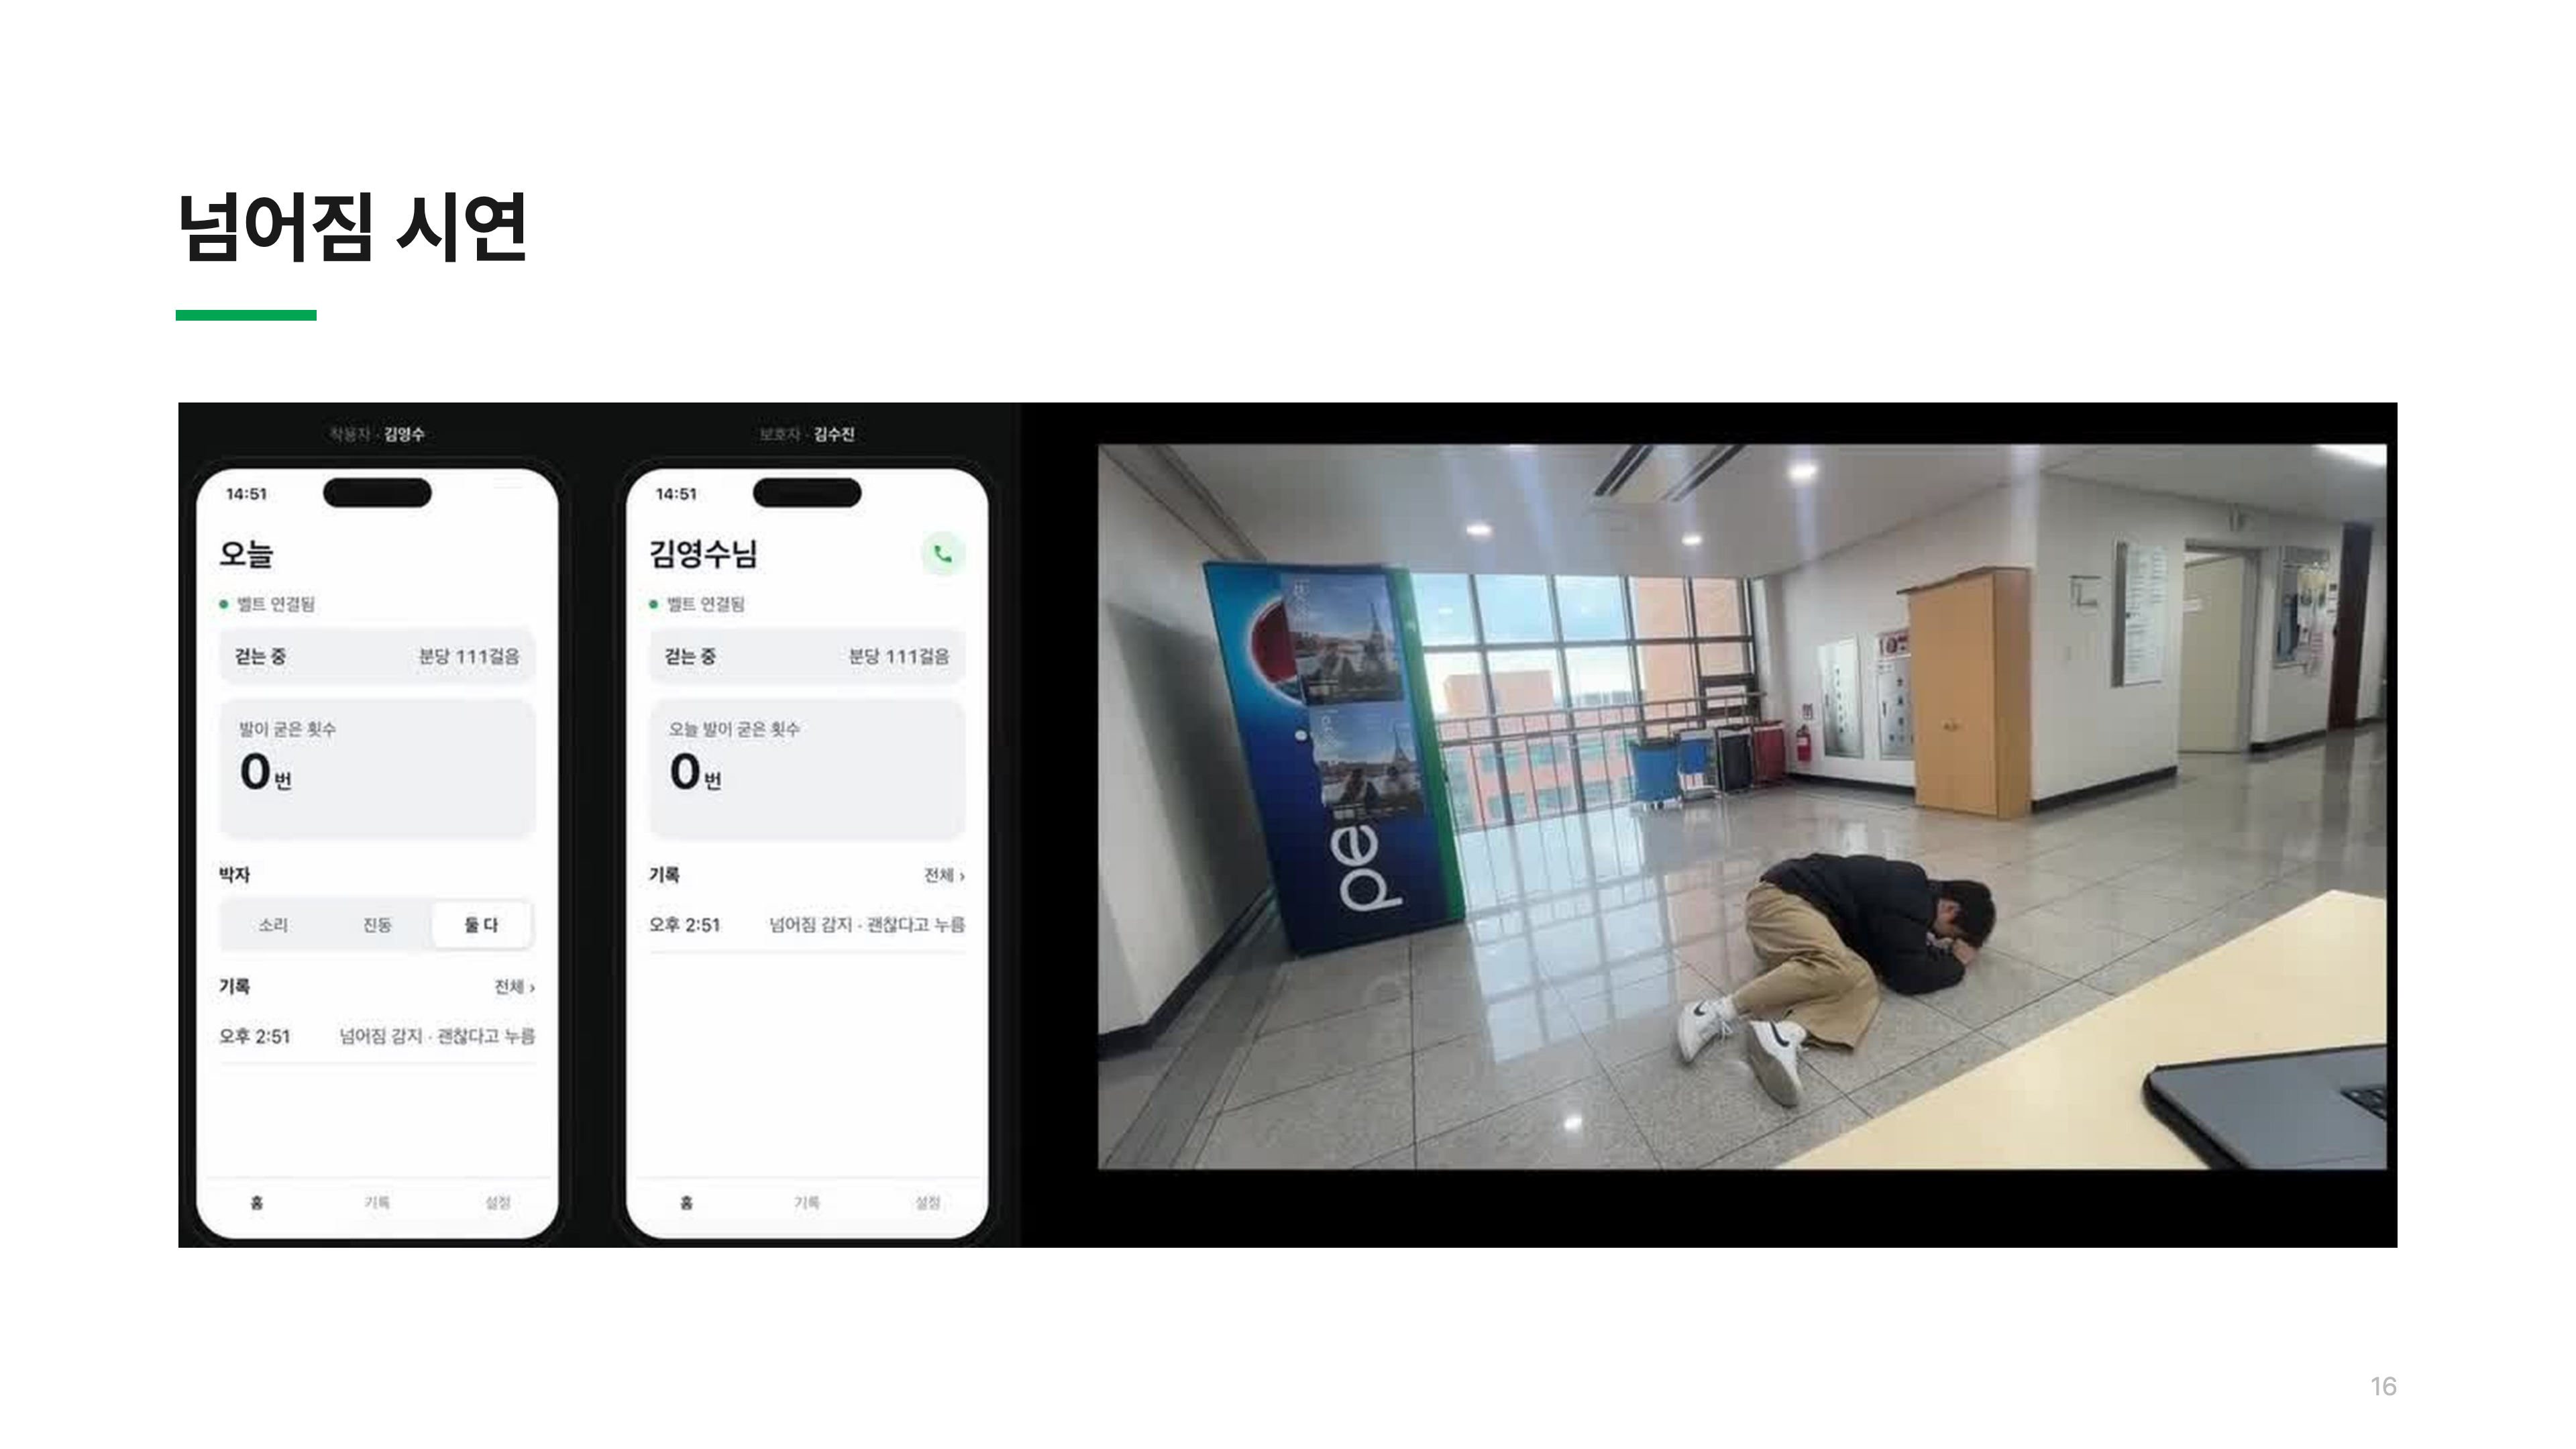 넘어짐 시연
착용자 · 김영수
14:51
오늘
벨트 연결됨
걷는 중 분당 111걸음
발이 굳은 횟수
0번
박자
소리 진동 둘 다
기록 전체 ›
오후 2:51 넘어짐 감지 · 괜찮다고 누름
홈 기록 설정
보호자 · 김수진
14:51
김영수님
벨트 연결됨
걷는 중 분당 111걸음
오늘 발이 굳은 횟수
0번
기록 전체 ›
오후 2:51 넘어짐 감지 · 괜찮다고 누름
홈 기록 설정
pe
16